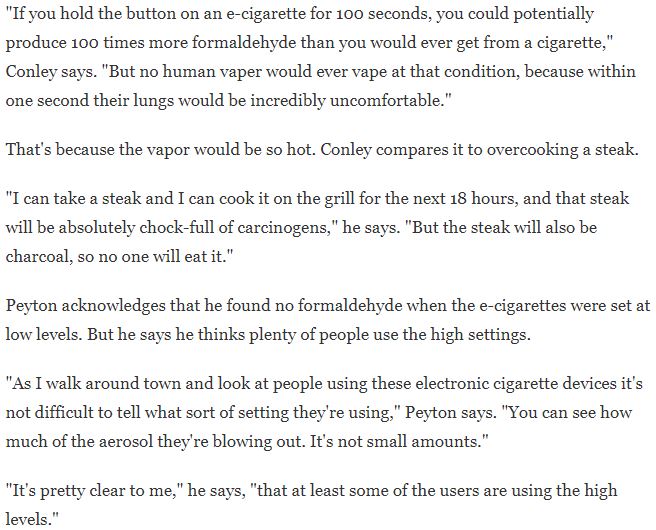 "If you hold the button on an e-cigarette for 100 seconds, you could potentially
produce 100 times more formaldehyde than you would ever get from a cigarette,"
Conley says. "But no human vaper would ever vape at that condition, because within
one second their lungs would be incredibly uncomfortable."
That's because the vapor would be so hot. Conley compares it to overcooking a steak.
"I can take a steak and I can cook it on the grill for the next 18 hours, and that steak
will be absolutely chock-full of carcinogens," he says. "But the steak will also be
charcoal, so no one will eat it."
Peyton acknowledges that he found no formaldehyde when the e-cigarettes were set at
low levels. But he says he thinks plenty of people use the high settings.
"As I walk around town and look at people using these electronic cigarette devices it's
not difficult to tell what sort of setting they're using," Peyton says. "You can see how
much of the aerosol they're blowing out. It's not small amounts."
"It's pretty clear to me," he says, "that at least some of the users are using the high
levels."